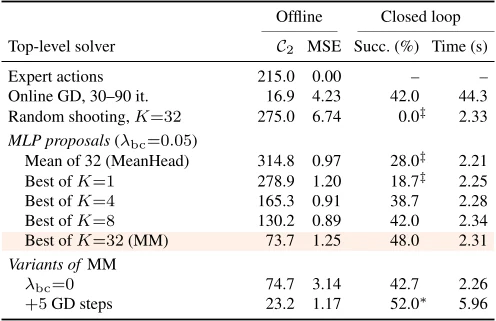 Offline Closed loop
Top-level solver C₂ MSE Succ. (%) Time (s)
Expert actions 215.0 0.00 – –
Online GD, 30–90 it. 16.9 4.23 42.0 44.3
Random shooting, K=32 275.0 6.74 0.0‡ 2.33
MLP proposals (λbc=0.05)
Mean of 32 (MeanHead) 314.8 0.97 28.0‡ 2.21
Best of K=1 278.9 1.20 18.7‡ 2.25
Best of K=4 165.3 0.91 38.7 2.28
Best of K=8 130.2 0.89 42.0 2.34
Best of K=32 (MM) 73.7 1.25 48.0 2.31
Variants of MM
λbc=0 74.7 3.14 42.7 2.26
+5 GD steps 23.2 1.17 52.0* 5.96